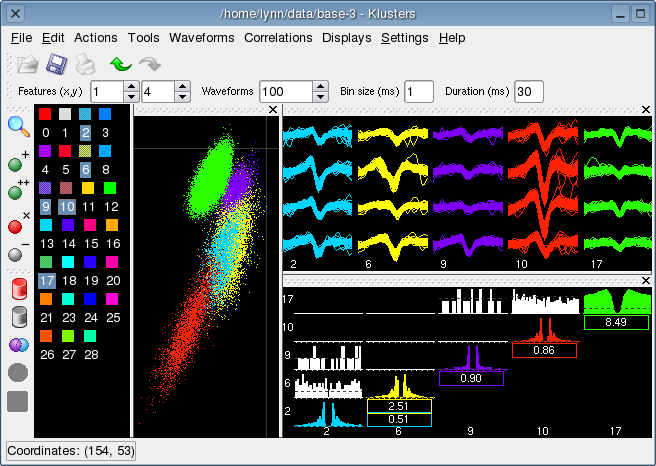 /home/lynn/data/base-3 - Klusters
File Edit Actions Tools Waveforms Correlations Displays Settings Help
Features (x,y) 1 4 Waveforms 100 Bin size (ms) 1 Duration (ms) 30
0 1 2 3
4 5 6 8
9 10 11 12
13 14 15 16
17 18 19 20
21 23 24 25
26 27 28
2 6 9 10 17
17
8.49
10
0.86
9
0.90
6
2.51
2
0.51
2 6 9 10 17
Coordinates: (154, 53)